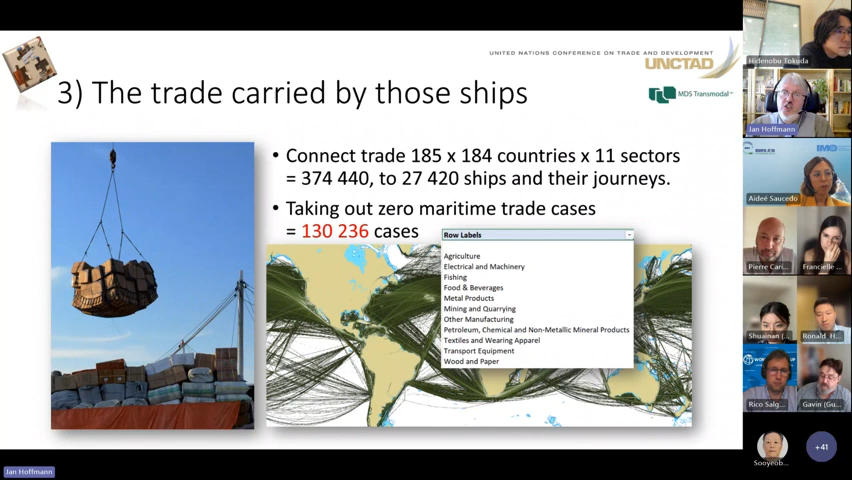 UNITED NATIONS CONFERENCE ON TRADE AND DEVELOPMENT
UNCTAD
MDS Transmodal™
3) The trade carried by those ships
• Connect trade 185 x 184 countries x 11 sectors
= 374 440, to 27 420 ships and their journeys.
• Taking out zero maritime trade cases
= 130 236 cases
Row Labels
Agriculture
Electrical and Machinery
Fishing
Food & Beverages
Metal Products
Mining and Quarrying
Other Manufacturing
Petroleum, Chemical and Non-Metallic Mineral Products
Textiles and Wearing Apparel
Transport Equipment
Wood and Paper
Jan Hoffmann
Hidenobu Tokuda
Jan Hoffmann
IMO
Aideé Saucedo
Pierre Cari...
Francielle
Shuainan (...
Ronald H...
Rico Salg...
Gavin (Gu...
Sooyeob...
+41